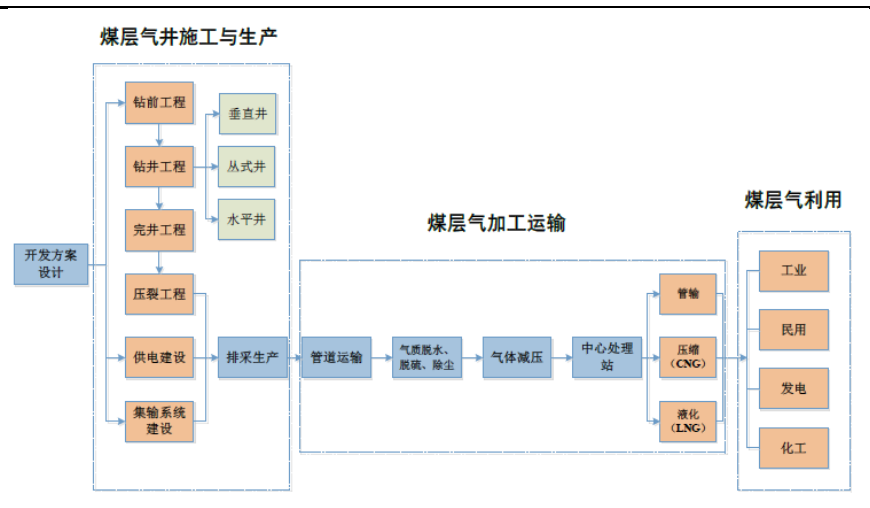 煤层气井施工与生产
钻前工程
垂直井
钻井工程
丛式井
完井工程
水平井
开发方案
设计
压裂工程
供电建设
排采生产
集输系统
建设
煤层气加工运输
管道运输
气质脱水、
脱硫、除尘
气体减压
中心处理
站
管输
压缩
（CNG）
液化
（LNG）
煤层气利用
工业
民用
发电
化工